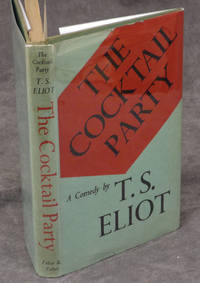 The
Cocktail
Party
T. S.
ELIOT
The Cocktail Party
Faber &
Faber
THE
COCKTAIL
PARTY
A Comedy by
T. S.
ELIOT